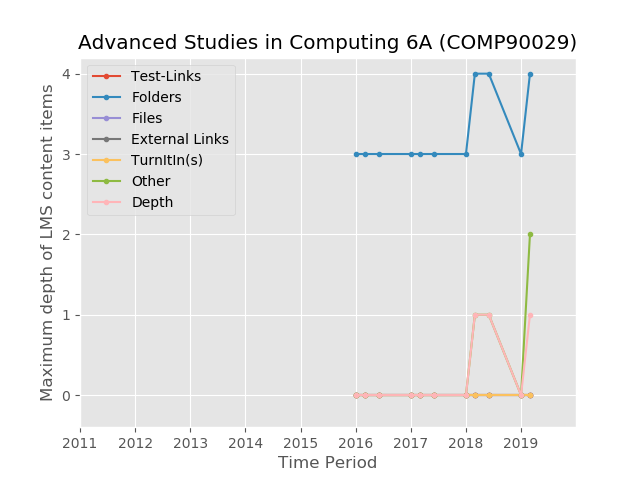 Advanced Studies in Computing 6A (COMP90029)
Maximum depth of LMS content items
4
3
2
1
0
Test-Links
Folders
Files
External Links
TurnItIn(s)
Other
Depth
2011 2012 2013 2014 2015 2016 2017 2018 2019
Time Period